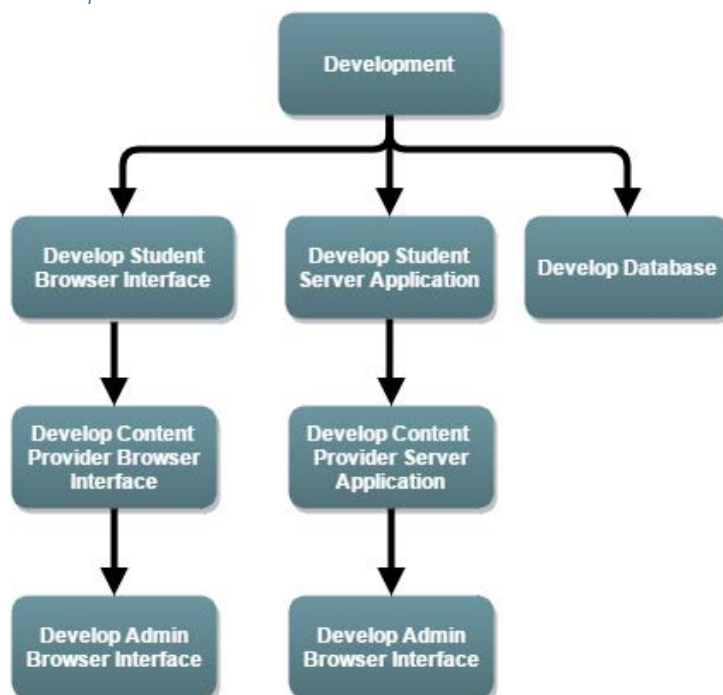 Development
Develop Student
Browser Interface
Develop Student
Server Application
Develop Database
Develop Content
Provider Browser
Interface
Develop Content
Provider Server
Application
Develop Admin
Browser Interface
Develop Admin
Browser Interface